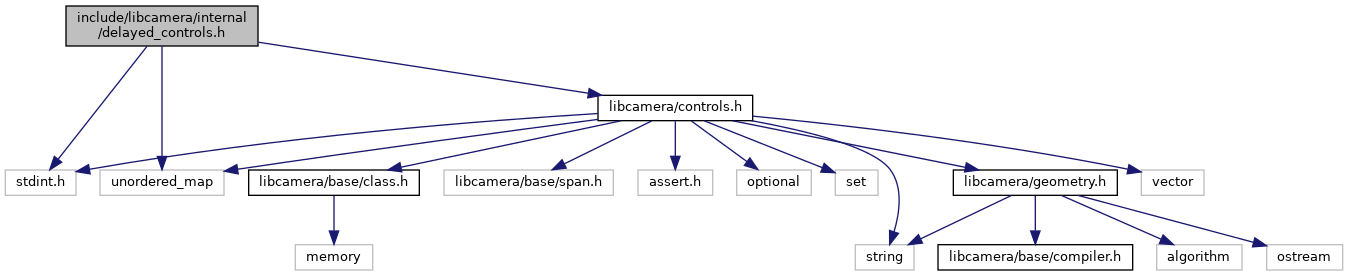 include/libcamera/internal
/delayed_controls.h
libcamera/controls.h
stdint.h
unordered_map
libcamera/base/class.h
libcamera/base/span.h
assert.h
optional
set
libcamera/geometry.h
vector
memory
string
libcamera/base/compiler.h
algorithm
ostream